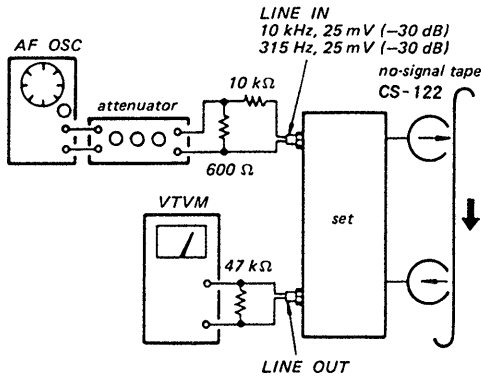 LINE IN
10 kHz, 25 mV (−30 dB)
315 Hz, 25 mV (−30 dB)
AF OSC
no-signal tape
CS-122
10 kΩ
attenuator
600 Ω
set
VTVM
47 kΩ
LINE OUT